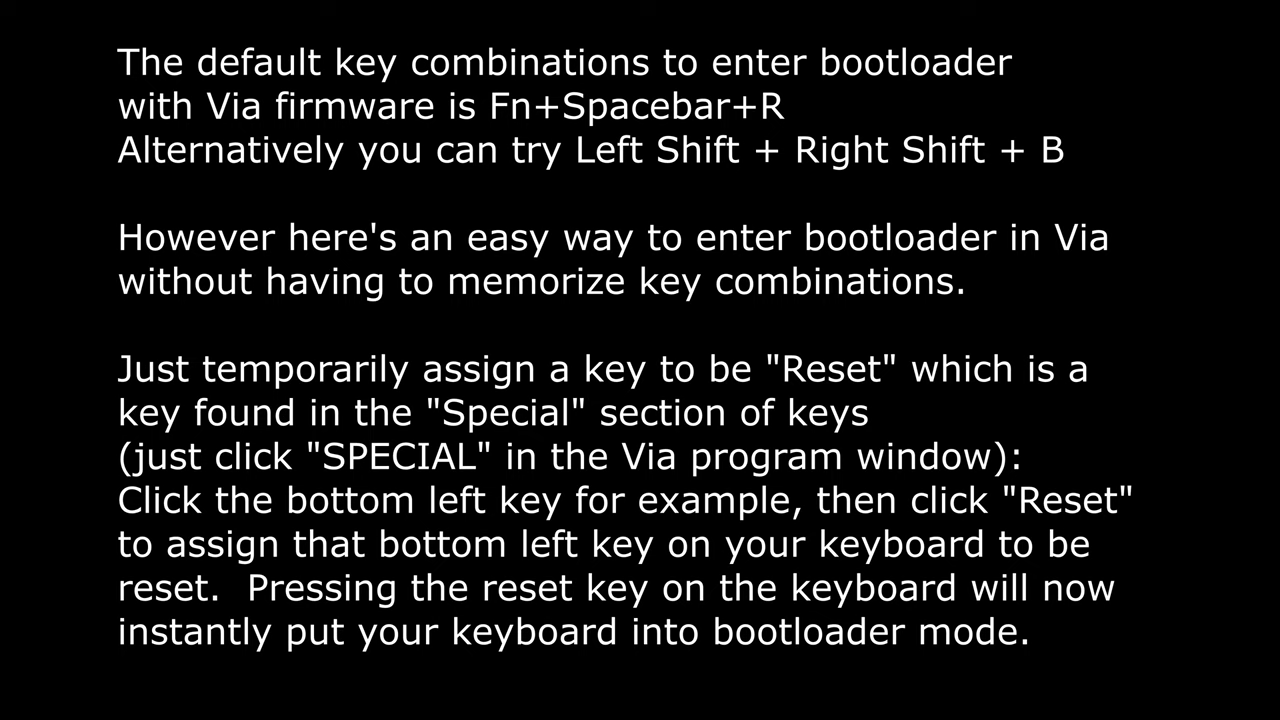 The default key combinations to enter bootloader
with Via firmware is Fn+Spacebar+R
Alternatively you can try Left Shift + Right Shift + B
However here's an easy way to enter bootloader in Via
without having to memorize key combinations.
Just temporarily assign a key to be "Reset" which is a
key found in the "Special" section of keys
(just click "SPECIAL" in the Via program window):
Click the bottom left key for example, then click "Reset"
to assign that bottom left key on your keyboard to be
reset.  Pressing the reset key on the keyboard will now
instantly put your keyboard into bootloader mode.